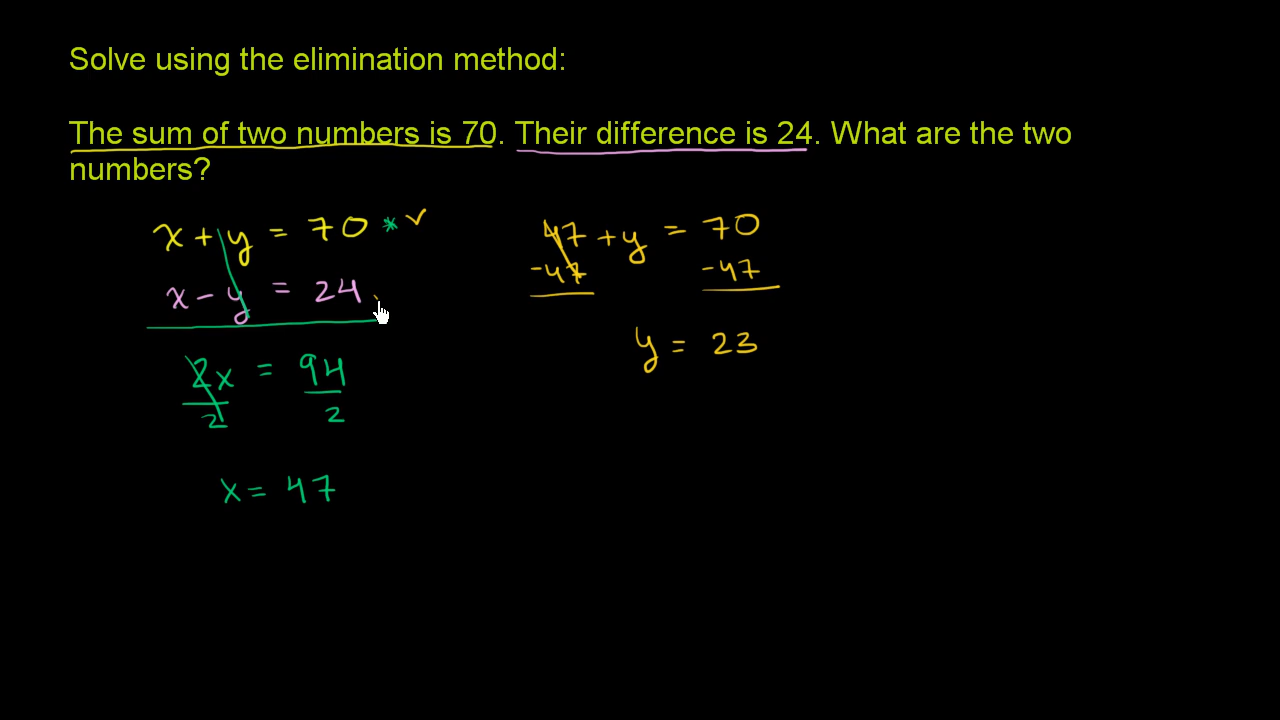 Solve using the elimination method:
The sum of two numbers is 70. Their difference is 24. What are the two
numbers?
x + y = 70 * ✓
x - y = 24
2x = 94
2 2
x = 47
47 + y = 70
-47 -47
y = 23